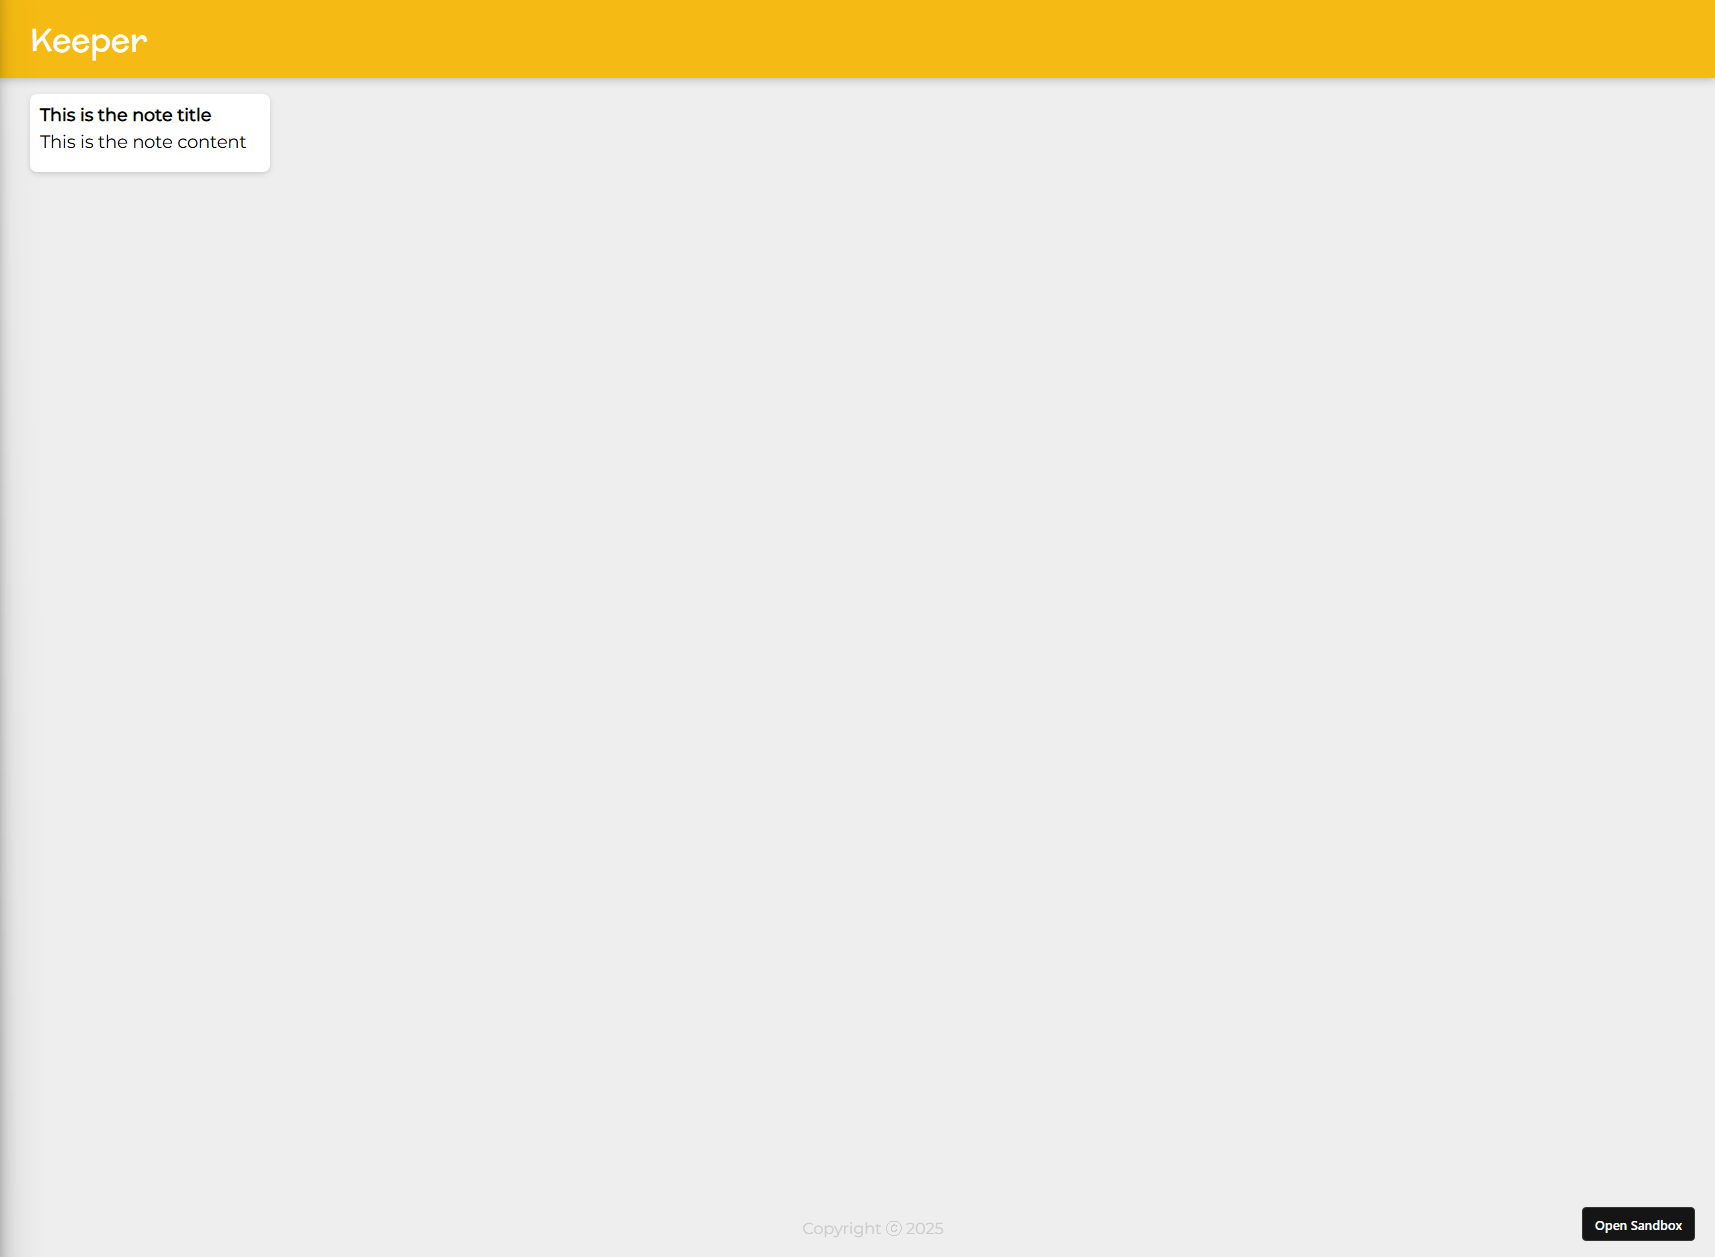 Keeper
This is the note title
This is the note content
Copyright ⓒ 2025
Open Sandbox